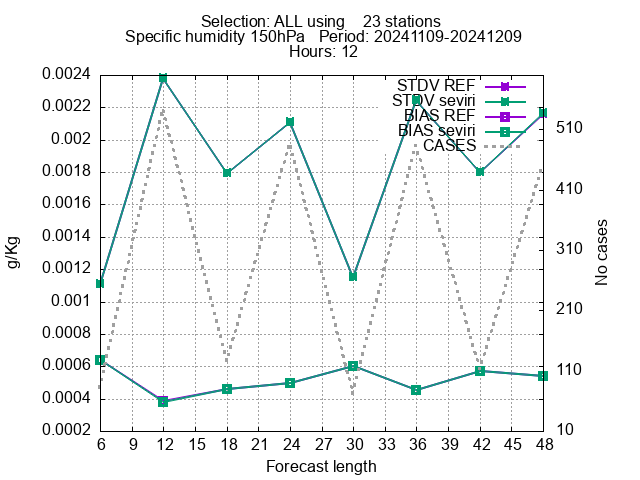 Selection: ALL using    23 stations
Specific humidity 150hPa   Period: 20241109-20241209
Hours: 12
STDV REF
STDV seviri
BIAS REF
BIAS seviri
CASES
0.0024
0.0022
0.002
0.0018
0.0016
0.0014
0.0012
0.001
0.0008
0.0006
0.0004
0.0002
g/Kg
510
410
310
210
110
10
No cases
6 9 12 15 18 21 24 27 30 33 36 39 42 45 48
Forecast length